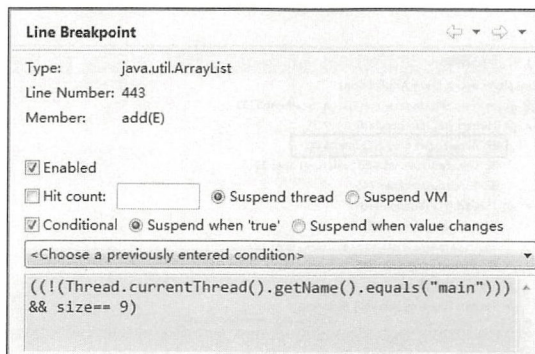 Line Breakpoint
Type: java.util.ArrayList
Line Number: 443
Member: add(E)
Enabled
Hit count: Suspend thread Suspend VM
Conditional Suspend when 'true' Suspend when value changes
<Choose a previously entered condition>
((!(Thread.currentThread().getName().equals("main")))
&& size== 9)